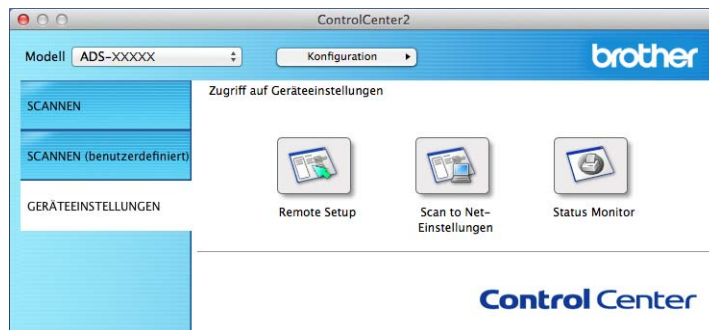 ControlCenter2
Modell ADS-XXXXX Konfiguration brother
SCANNEN
SCANNEN (benutzerdefiniert)
GERÄTEEINSTELLUNGEN
Zugriff auf Geräteeinstellungen
Remote Setup
Scan to Net-
Einstellungen
Status Monitor
Control Center